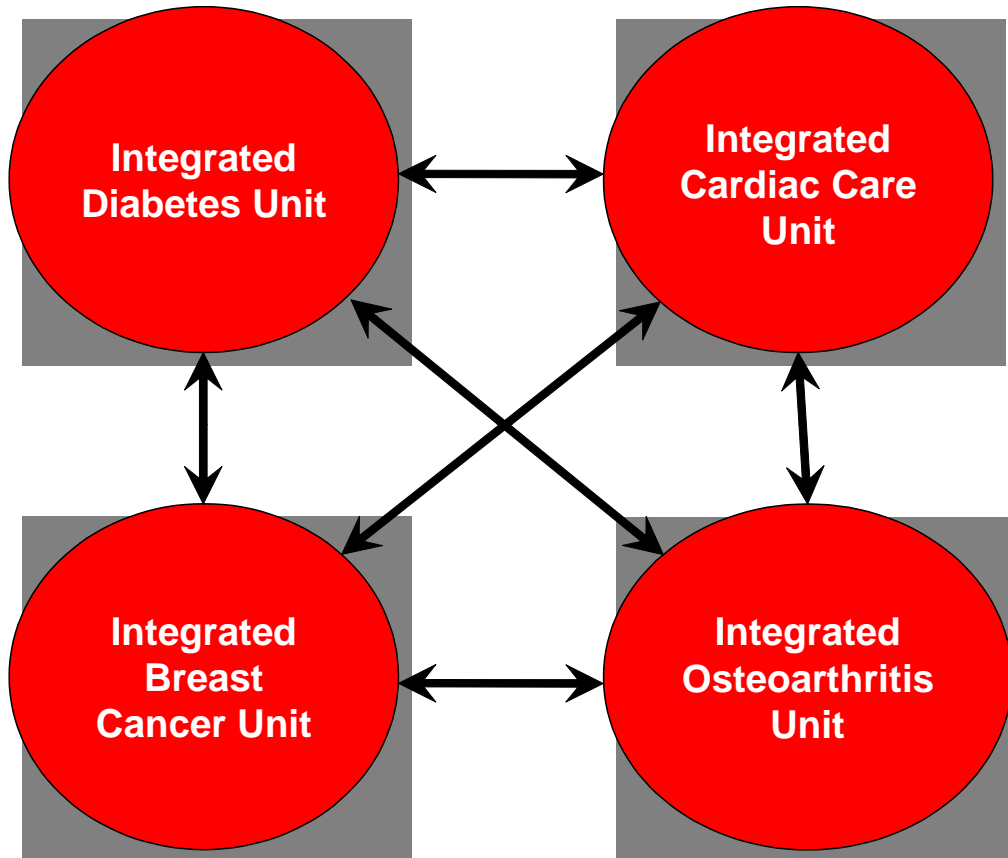 Integrated
Diabetes Unit
Integrated
Cardiac Care
Unit
Integrated
Breast
Cancer Unit
Integrated
Osteoarthritis
Unit